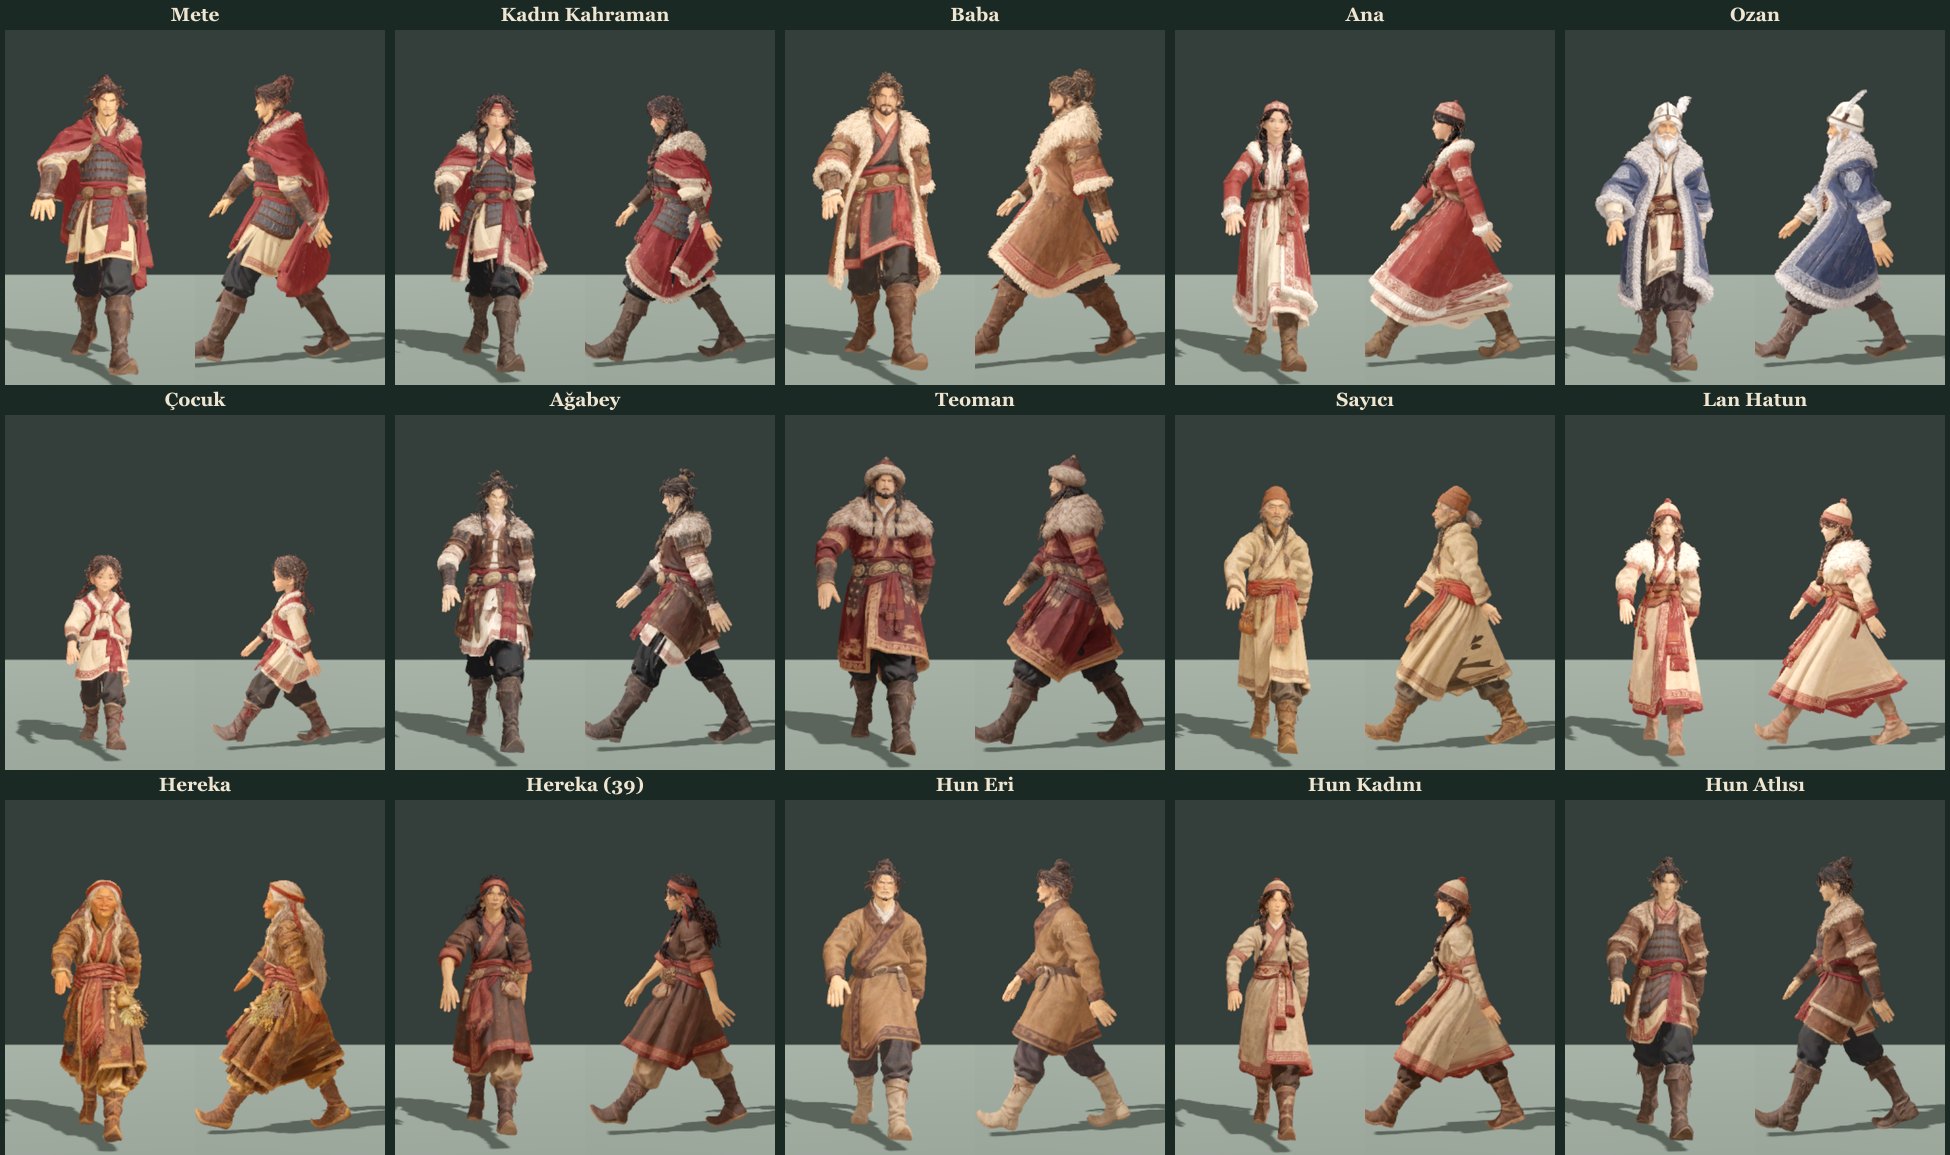 Mete
Kadın Kahraman
Baba
Ana
Ozan
Çocuk
Ağabey
Teoman
Sayıcı
Lan Hatun
Hereka
Hereka (39)
Hun Eri
Hun Kadını
Hun Atlısı